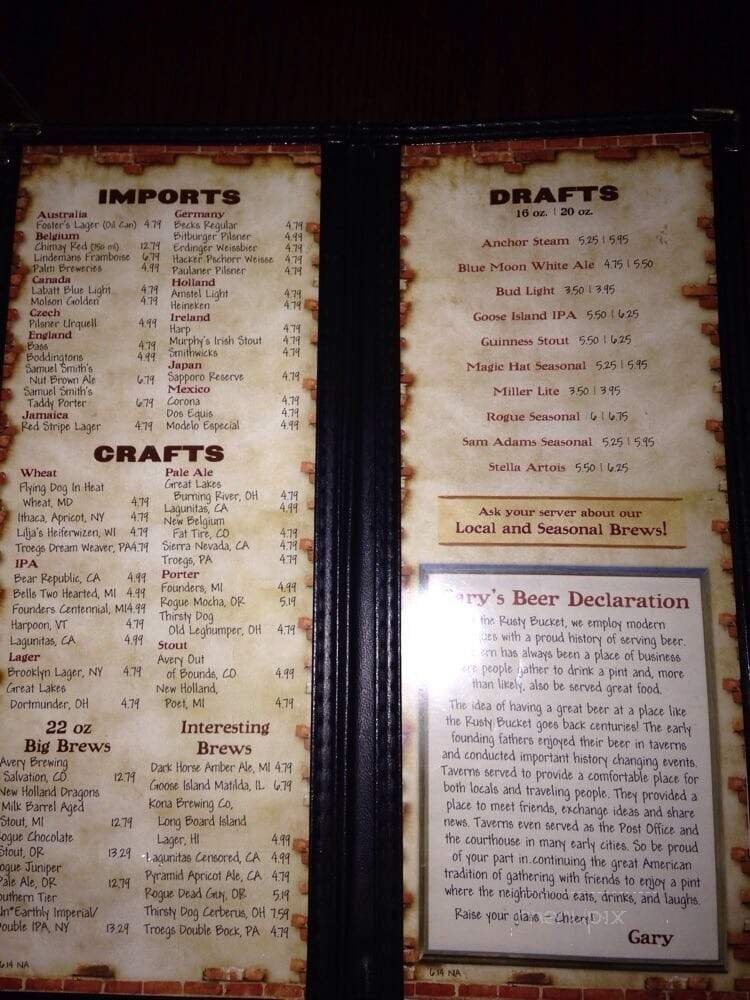 IMPORTS
Australia
Foster's Lager (Oil Can) 4.79
Belgium
Chimay Red (750 ml) 12.79
Lindemans Framboise 6.79
Palm Breweries 4.99
Canada
Labatt Blue Light 4.79
Molson Golden 4.79
Czech
Pilsner Urquell 4.99
England
Bass 4.79
Boddingtons 4.99
Samuel Smith's
Nut Brown Ale 6.79
Samuel Smith's
Taddy Porter 6.79
Jamaica
Red Stripe Lager 4.79
Germany
Becks Regular 4.79
Bitburger Pilsner 4.99
Erdinger Weissbier 4.79
Hacker Pschorr Weisse 4.79
Paulaner Pilsner 4.79
Holland
Amstel Light 4.79
Heineken 4.79
Ireland
Harp 4.79
Murphy's Irish Stout 4.79
Smithwicks 4.79
Japan
Sapporo Reserve 4.79
Mexico
Corona 4.79
Dos Equis 4.79
Modelo Especial 4.99
CRAFTS
Wheat
Flying Dog In Heat
Wheat, MD 4.79
Ithaca, Apricot, NY 4.79
Lilja's Heiferwizen, WI 4.79
Troegs Dream Weaver, PA 4.79
IPA
Bear Republic, CA 4.99
Bells Two Hearted, MI 4.99
Founders Centennial, MI 4.99
Harpoon, VT 4.79
Lagunitas, CA 4.99
Lager
Brooklyn Lager, NY 4.79
Great Lakes
Dortmunder, OH 4.79
Pale Ale
Great Lakes
Burning River, OH 4.79
Lagunitas, CA 4.99
New Belgium
Fat Tire, CO 4.79
Sierra Nevada, CA 4.79
Troegs, PA 4.79
Porter
Founders, MI 4.99
Rogue Mocha, OR 5.19
Thirsty Dog
Old Leghumper, OH 4.79
Stout
Avery Out
of Bounds, CO 4.99
New Holland,
Poet, MI 4.79
22 oz
Big Brews
Avery Brewing
Salvation, CO 12.79
New Holland Dragons
Milk Barrel Aged
Stout, MI 12.79
ogue Chocolate
Stout, OR 13.29
ogue Juniper
Pale Ale, OR 12.79
outhern Tier
Un*Earthly Imperial/
ouble IPA, NY 13.29
Interesting
Brews
Dark Horse Amber Ale, MI 4.79
Goose Island Matilda, IL 6.79
Kona Brewing Co,
Long Board Island
Lager, HI 4.99
Lagunitas Censored, CA 4.99
Pyramid Apricot Ale, CA 4.79
Rogue Dead Guy, OR 5.19
Thirsty Dog Cerberus, OH 7.59
Troegs Double Bock, PA 4.79
6.14 NA
DRAFTS
16 oz. | 20 oz.
Anchor Steam 5.25 | 5.95
Blue Moon White Ale 4.75 | 5.50
Bud Light 3.50 | 3.95
Goose Island IPA 5.50 | 6.25
Guinness Stout 5.50 | 6.25
Magic Hat Seasonal 5.25 | 5.95
Miller Lite 3.50 | 3.95
Rogue Seasonal 6 | 6.75
Sam Adams Seasonal 5.25 | 5.95
Stella Artois 5.50 | 6.25
Ask your server about our
Local and Seasonal Brews!
Gary's Beer Declaration
the Rusty Bucket, we employ modern
ues with a proud history of serving beer.
ern has always been a place of business
ere people gather to drink a pint and, more
than likely, also be served great food.
The idea of having a great beer at a place like
the Rusty Bucket goes back centuries! The early
founding fathers enjoyed their beer in taverns
and conducted important history changing events.
Taverns served to provide a comfortable place for
both locals and traveling people. They provided a
place to meet friends, exchange ideas and share
news. Taverns even served as the Post Office and
the courthouse in many early cities. So be proud
of your part in continuing the great American
tradition of gathering with friends to enjoy a pint
where the neighborhood eats, drinks, and laughs.
Raise your glass - Cheers!
Gary
6.14 NA